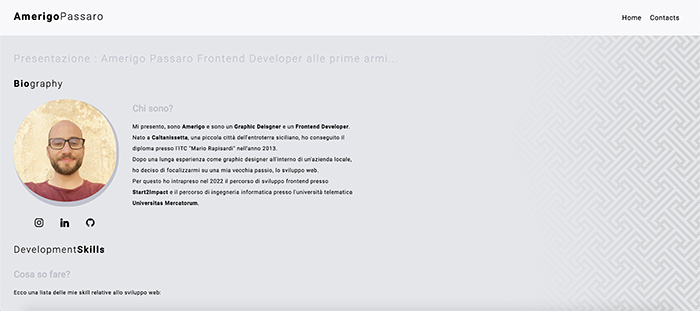 AmerigoPassaro
Home Contacts
Presentazione : Amerigo Passaro Frontend Developer alle prime armi...
Biography
Chi sono?
Mi presento, sono Amerigo e sono un Graphic Deisgner e un Frontend Developer.
Nato a Caltanissetta, una piccola città dell'entroterra siciliano, ho conseguito il
diploma presso l'ITC "Mario Rapisardi" nell'anno 2013.
Dopo una lunga esperienza come graphic designer all'interno di un'azienda locale,
ho deciso di focalizzarmi su una mia vecchia passio, lo sviluppo web.
Per questo ho intrapreso nel 2022 il percorso di sviluppo frontend presso
Start2Impact e il percorso di ingegneria informatica presso l'università telematica
Universitas Mercatorum.
DevelopmentSkills
Cosa so fare?
Ecco una lista delle mie skill relative allo sviluppo web: